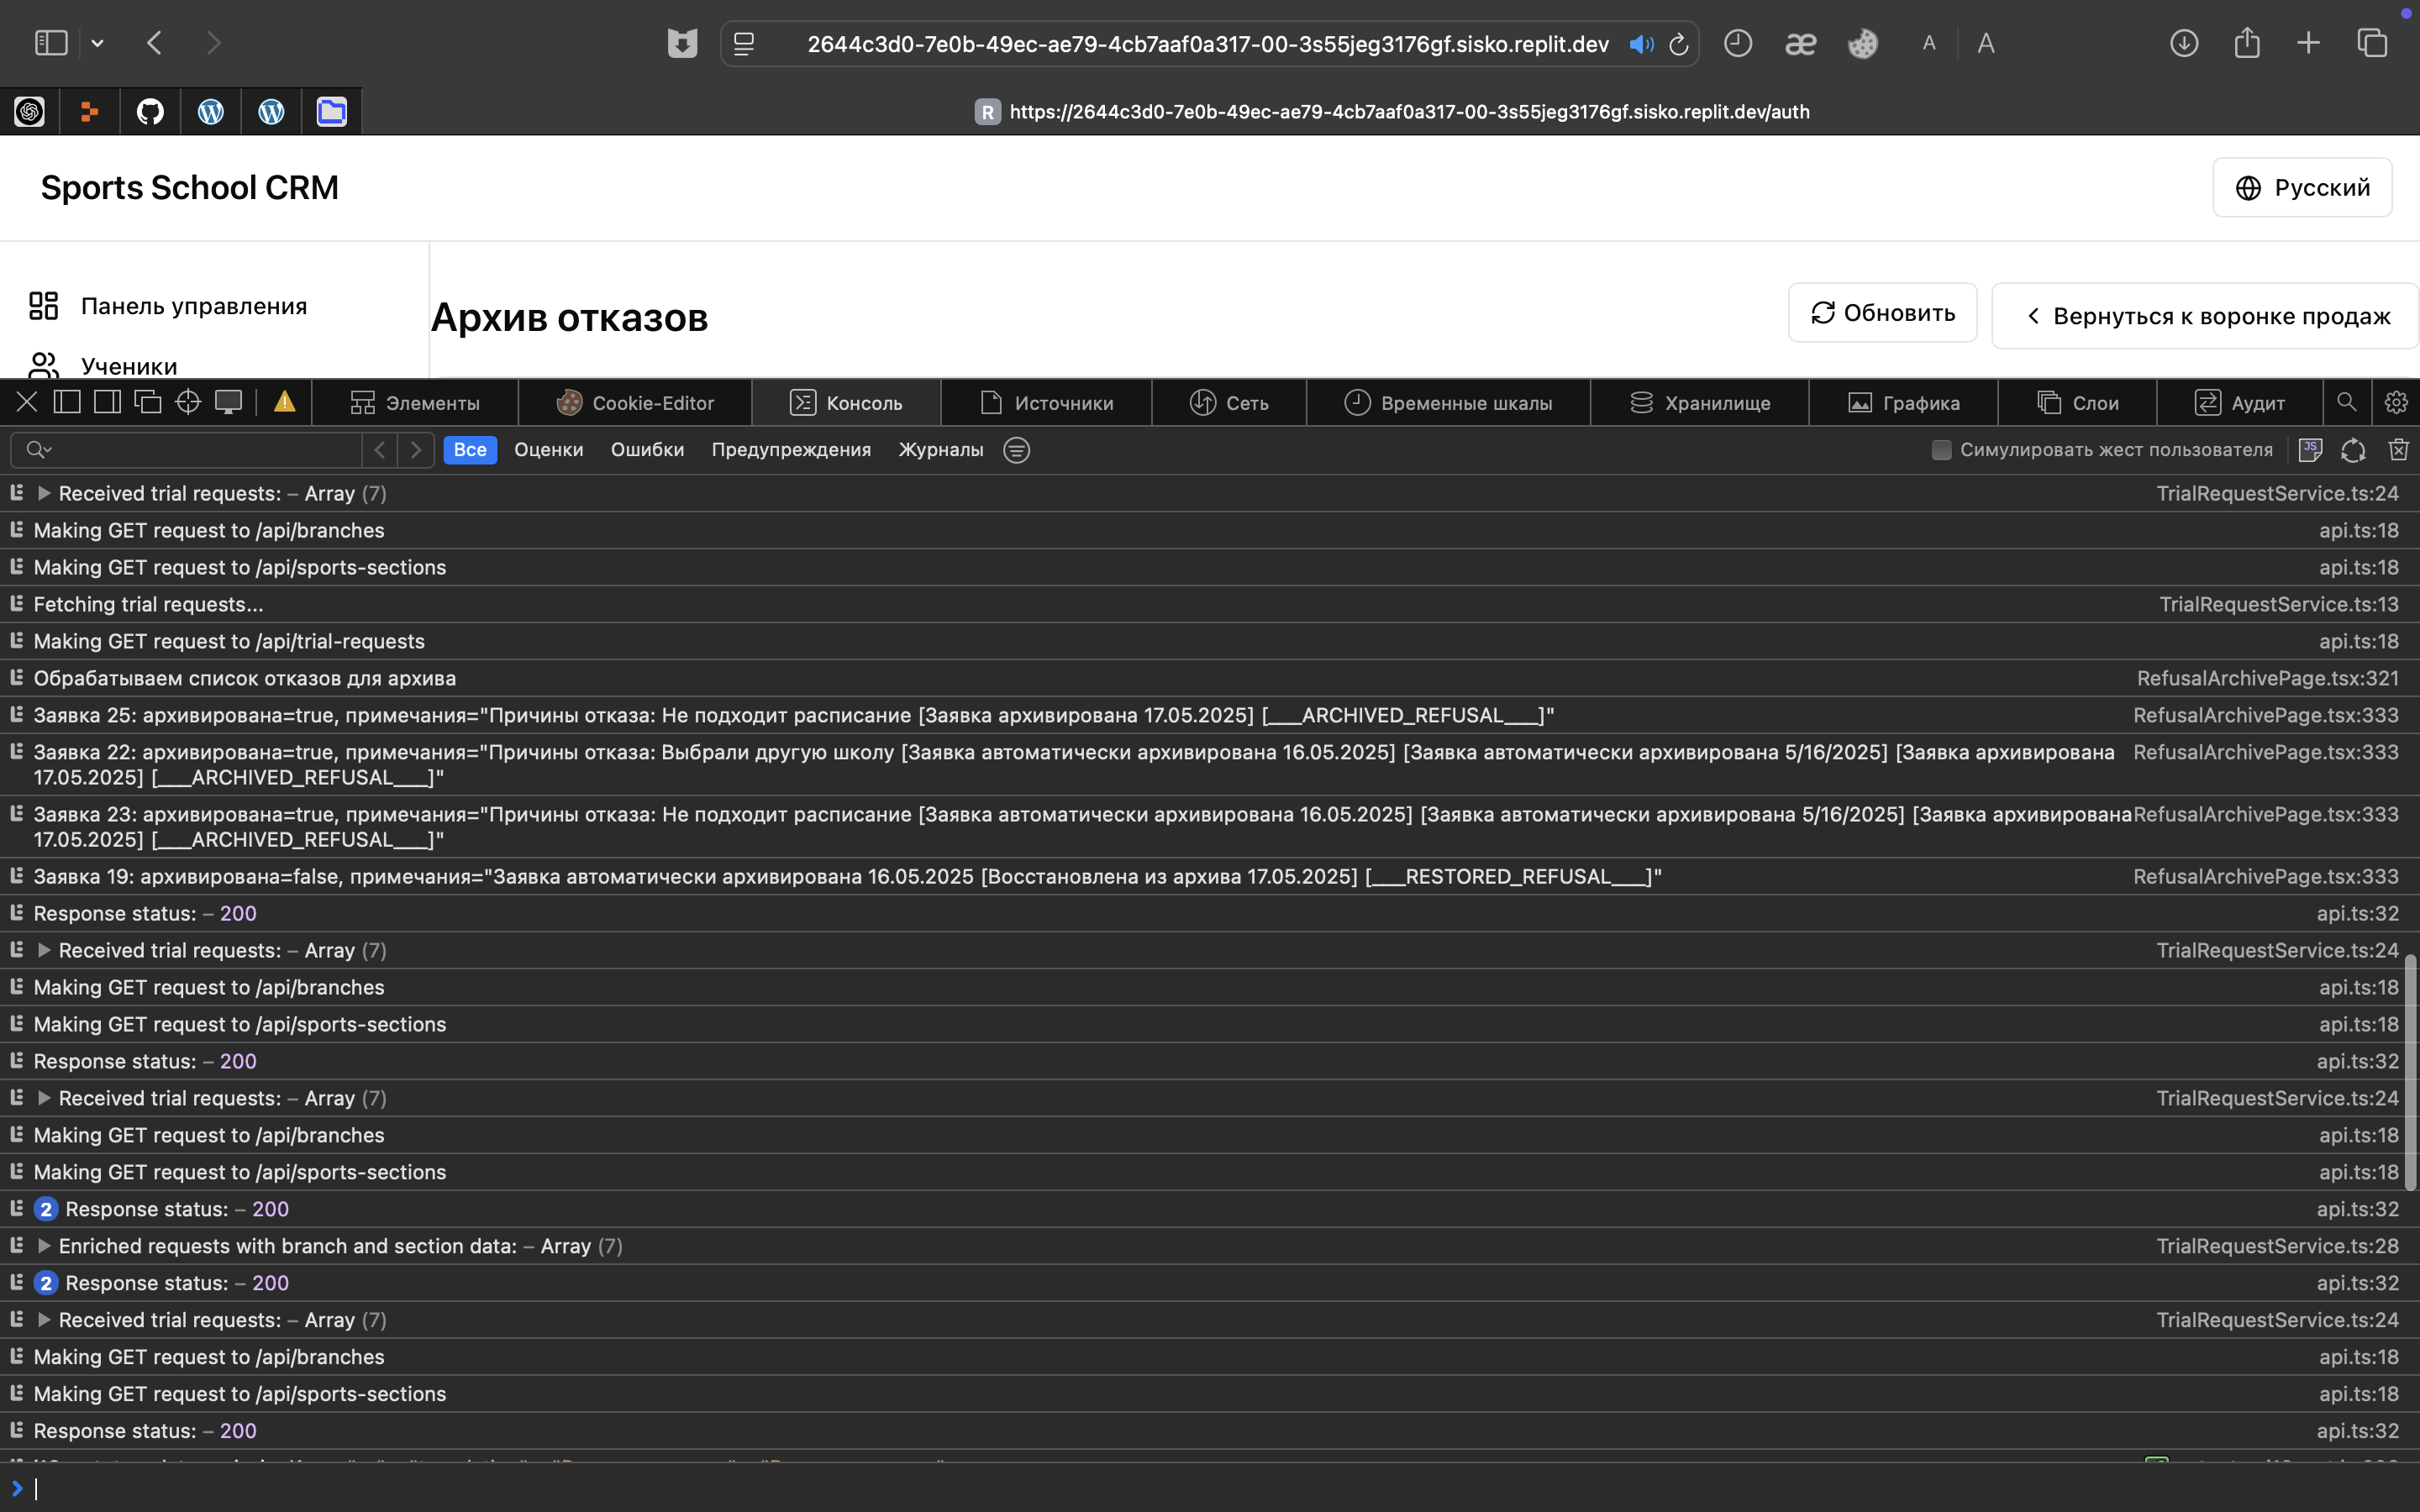 2644c3d0-7e0b-49ec-ae79-4cb7aaf0a317-00-3s55jeg3176gf.sisko.replit.dev
æ
A
A
R https://2644c3d0-7e0b-49ec-ae79-4cb7aaf0a317-00-3s55jeg3176gf.sisko.replit.dev/auth
Sports School CRM
Русский
Панель управления
Ученики
Архив отказов
Обновить
Вернуться к воронке продаж
Элементы
Cookie-Editor
Консоль
Источники
Сеть
Временные шкалы
Хранилище
Графика
Слои
Аудит
Все
Оценки
Ошибки
Предупреждения
Журналы
Симулировать жест пользователя
JS
Received trial requests: – Array (7) TrialRequestService.ts:24
Making GET request to /api/branches api.ts:18
Making GET request to /api/sports-sections api.ts:18
Fetching trial requests... TrialRequestService.ts:13
Making GET request to /api/trial-requests api.ts:18
Обрабатываем список отказов для архива RefusalArchivePage.tsx:321
Заявка 25: архивирована=true, примечания="Причины отказа: Не подходит расписание [Заявка архивирована 17.05.2025] [___ARCHIVED_REFUSAL___]" RefusalArchivePage.tsx:333
Заявка 22: архивирована=true, примечания="Причины отказа: Выбрали другую школу [Заявка автоматически архивирована 16.05.2025] [Заявка автоматически архивирована 5/16/2025] [Заявка архивирована RefusalArchivePage.tsx:333
17.05.2025] [___ARCHIVED_REFUSAL___]"
Заявка 23: архивирована=true, примечания="Причины отказа: Не подходит расписание [Заявка автоматически архивирована 16.05.2025] [Заявка автоматически архивирована 5/16/2025] [Заявка архивирована RefusalArchivePage.tsx:333
17.05.2025] [___ARCHIVED_REFUSAL___]"
Заявка 19: архивирована=false, примечания="Заявка автоматически архивирована 16.05.2025 [Восстановлена из архива 17.05.2025] [___RESTORED_REFUSAL___]" RefusalArchivePage.tsx:333
Response status: – 200 api.ts:32
Received trial requests: – Array (7) TrialRequestService.ts:24
Making GET request to /api/branches api.ts:18
Making GET request to /api/sports-sections api.ts:18
Response status: – 200 api.ts:32
Received trial requests: – Array (7) TrialRequestService.ts:24
Making GET request to /api/branches api.ts:18
Making GET request to /api/sports-sections api.ts:18
2 Response status: – 200 api.ts:32
Enriched requests with branch and section data: – Array (7) TrialRequestService.ts:28
2 Response status: – 200 api.ts:32
Received trial requests: – Array (7) TrialRequestService.ts:24
Making GET request to /api/branches api.ts:18
Making GET request to /api/sports-sections api.ts:18
Response status: – 200 api.ts:32